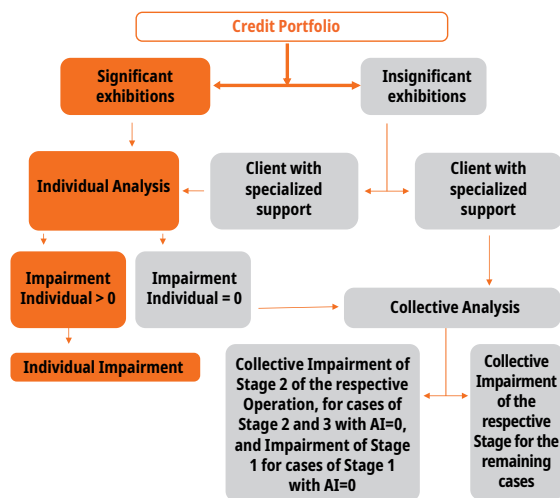 Credit Portfolio
Significant
exhibitions
Insignificant
exhibitions
Individual Analysis
Client with
specialized
support
Client with
specialized
support
Impairment
Individual > 0
Impairment
Individual = 0
Collective Analysis
Individual Impairment
Collective Impairment of
Stage 2 of the respective
Operation, for cases of
Stage 2 and 3 with AI=0,
and Impairment of Stage
1 for cases of Stage 1
with AI=0
Collective
Impairment
of the
respective
Stage for the
remaining
cases